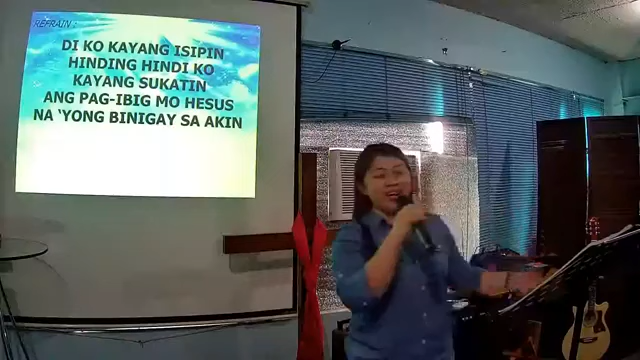 REFRAIN :
DI KO KAYANG ISIPIN
HINDING HINDI KO
KAYANG SUKATIN
ANG PAG-IBIG MO HESUS
NA ‘YONG BINIGAY SA AKIN